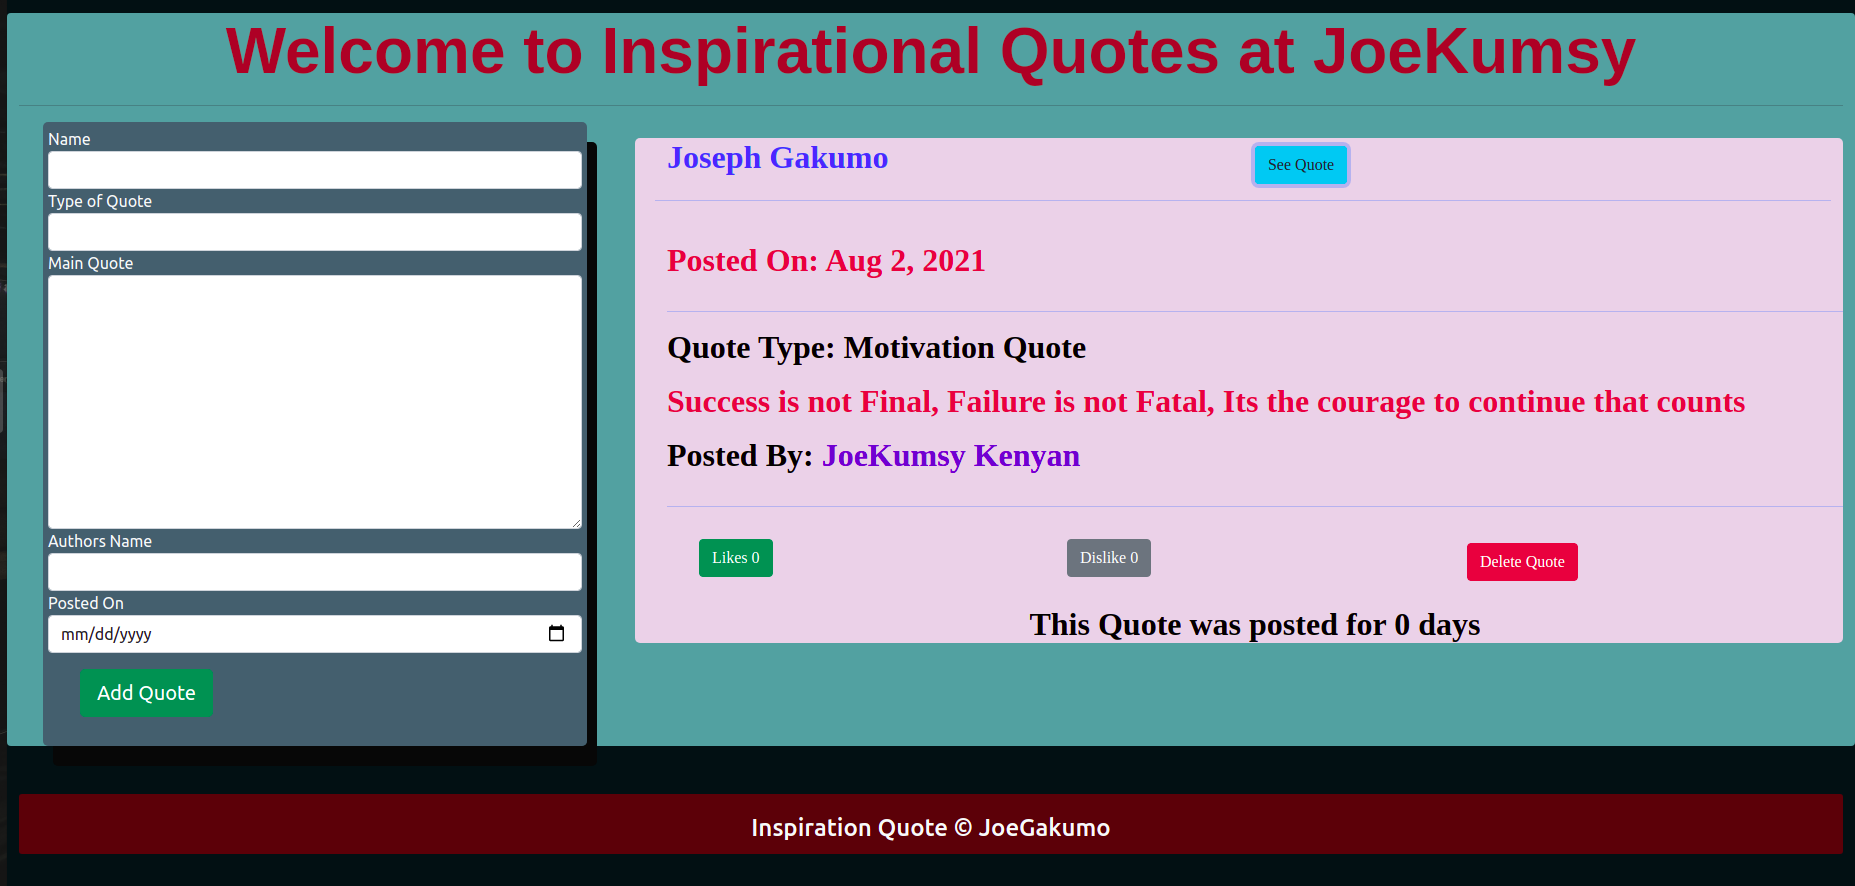 Welcome to Inspirational Quotes at JoeKumsy
Name
Type of Quote
Main Quote
Authors Name
Posted On
mm/dd/yyyy
Add Quote
Joseph Gakumo
See Quote
Posted On: Aug 2, 2021
Quote Type: Motivation Quote
Success is not Final, Failure is not Fatal, Its the courage to continue that counts
Posted By: JoeKumsy Kenyan
Likes 0
Dislike 0
Delete Quote
This Quote was posted for 0 days
Inspiration Quote © JoeGakumo